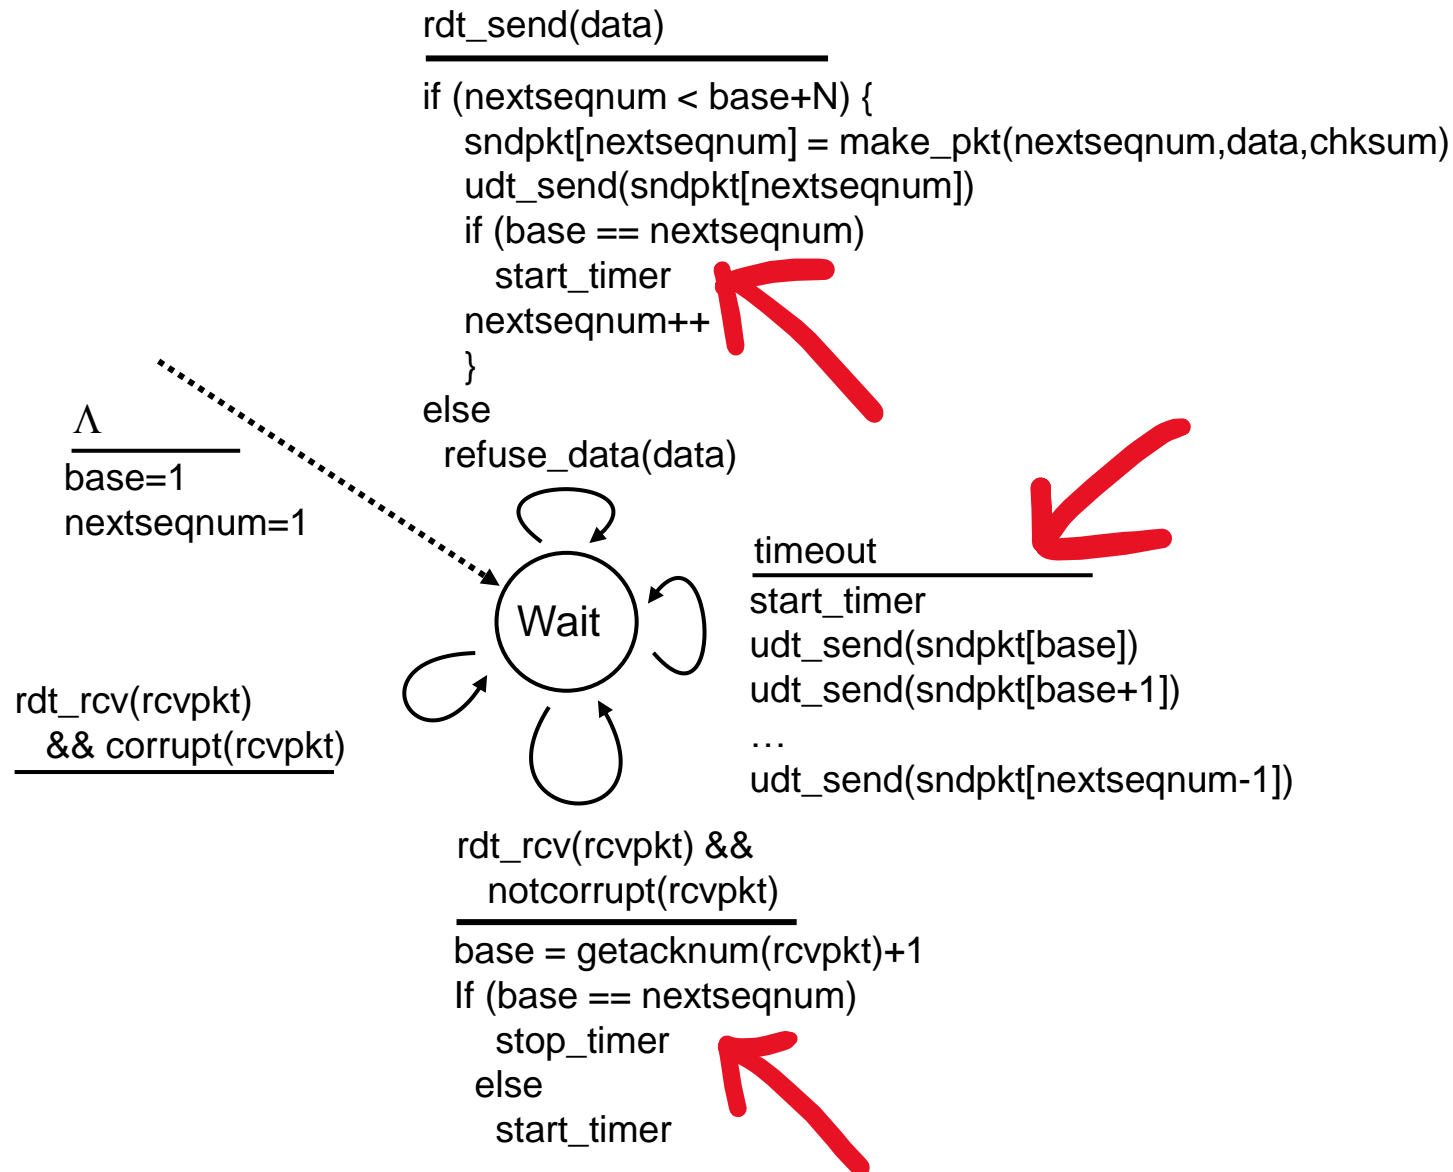 rdt_send(data)
if (nextseqnum < base+N) {
sndpkt[nextseqnum] = make_pkt(nextseqnum,data,chksum)
udt_send(sndpkt[nextseqnum])
if (base == nextseqnum)
start_timer
nextseqnum++
}
else
refuse_data(data)
Λ
base=1
nextseqnum=1
Wait
timeout
start_timer
udt_send(sndpkt[base])
udt_send(sndpkt[base+1])
…
udt_send(sndpkt[nextseqnum-1])
rdt_rcv(rcvpkt)
&& corrupt(rcvpkt)
rdt_rcv(rcvpkt) &&
notcorrupt(rcvpkt)
base = getacknum(rcvpkt)+1
If (base == nextseqnum)
stop_timer
else
start_timer